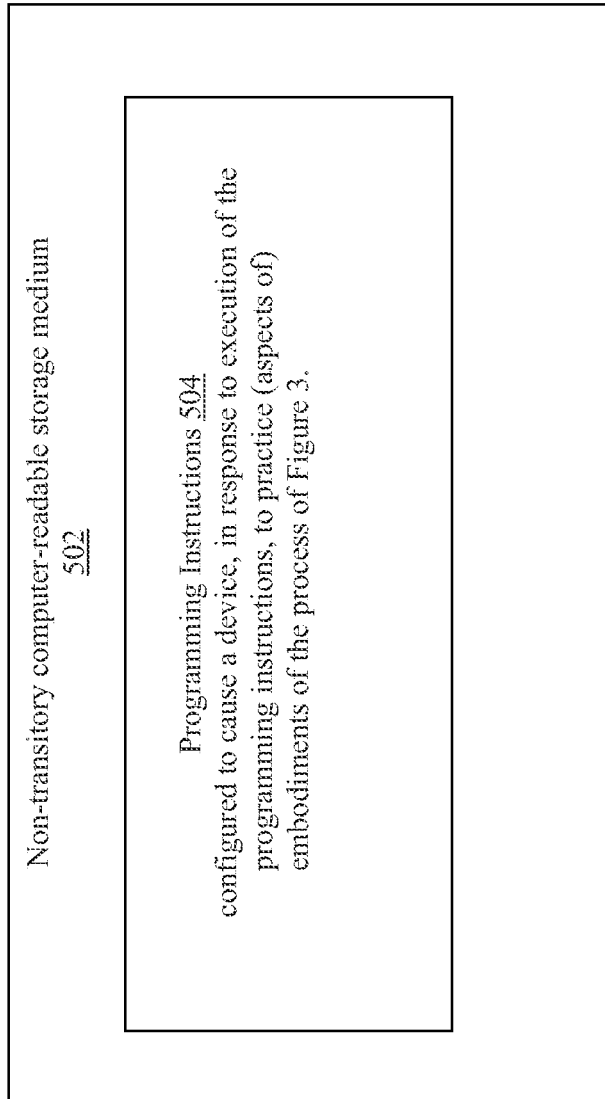 Non-transitory computer-readable storage medium
502
Programming Instructions 504
configured to cause a device, in response to execution of the
programming instructions, to practice (aspects of)
embodiments of the process of Figure 3.